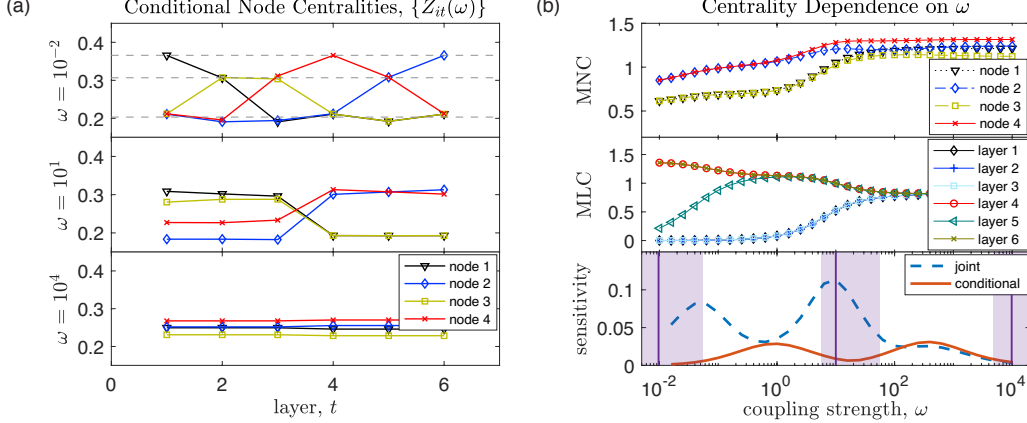 (a)
Conditional Node Centralities, {Z_{it}(ω)}
ω = 10^{-2}
0.4
0.3
0.2
ω = 10^1
0.4
0.3
0.2
ω = 10^4
0.4
0.3
0.2
node 1
node 2
node 3
node 4
0 2 4 6
layer, t
(b)
Centrality Dependence on ω
MNC
1.5
1
0.5
node 1
node 2
node 3
node 4
MLC
1.5
1
0.5
0
layer 1
layer 2
layer 3
layer 4
layer 5
layer 6
sensitivity
0.1
0.05
0
joint
conditional
10^{-2} 10^0 10^2 10^4
coupling strength, ω